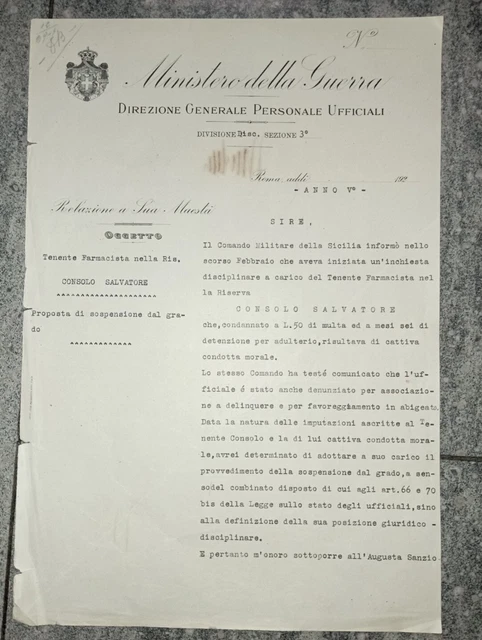 N.º
Ministero della Guerra
DIREZIONE GENERALE PERSONALE UFFICIALI
DIVISIONE Disc. SEZIONE 3°
Roma, addì 192
- ANNO V° -
Relazione a Sua Maestà
OGGETTO
Tenente Farmacista nella Ris.
CONSOLO SALVATORE
^^^^^^^^^^^^^^^^^^^^
Proposta di sospensione dal gra-
do
^^^^^^^^^^^^^
SIRE,
Il Comando Militare della Sicilia informò nello
scorso Febbraio che aveva iniziata un'inchiesta
disciplinare a carico del Tenente Farmacista nel
la Riserva
CONSOLO SALVATORE
che, condannato a L.50 di multa ed a mesi sei di
detenzione per adulterio, risultava di cattiva
condotta morale.
Lo stesso Comando ha testé comunicato che l'uf-
ficiale é stato anche denunziato per associazio-
ne a delinquere e per favoreggiamento in abigeato
Data la natura delle imputazioni ascritte al Te-
enente Consolo e la di lui cattiva condotta mora-
le, avrei determinato di adottare a suo carico il
provvedimento della sospensione dal grado, a sen-
sodel combinato disposto di cui agli art.66 e 70
bis della Legge sullo stato degli ufficiali, sino
alla definizione della sua posizione giuridico -
disciplinare.
E pertanto m'onoro sottoporre all'Augusta Sanzio